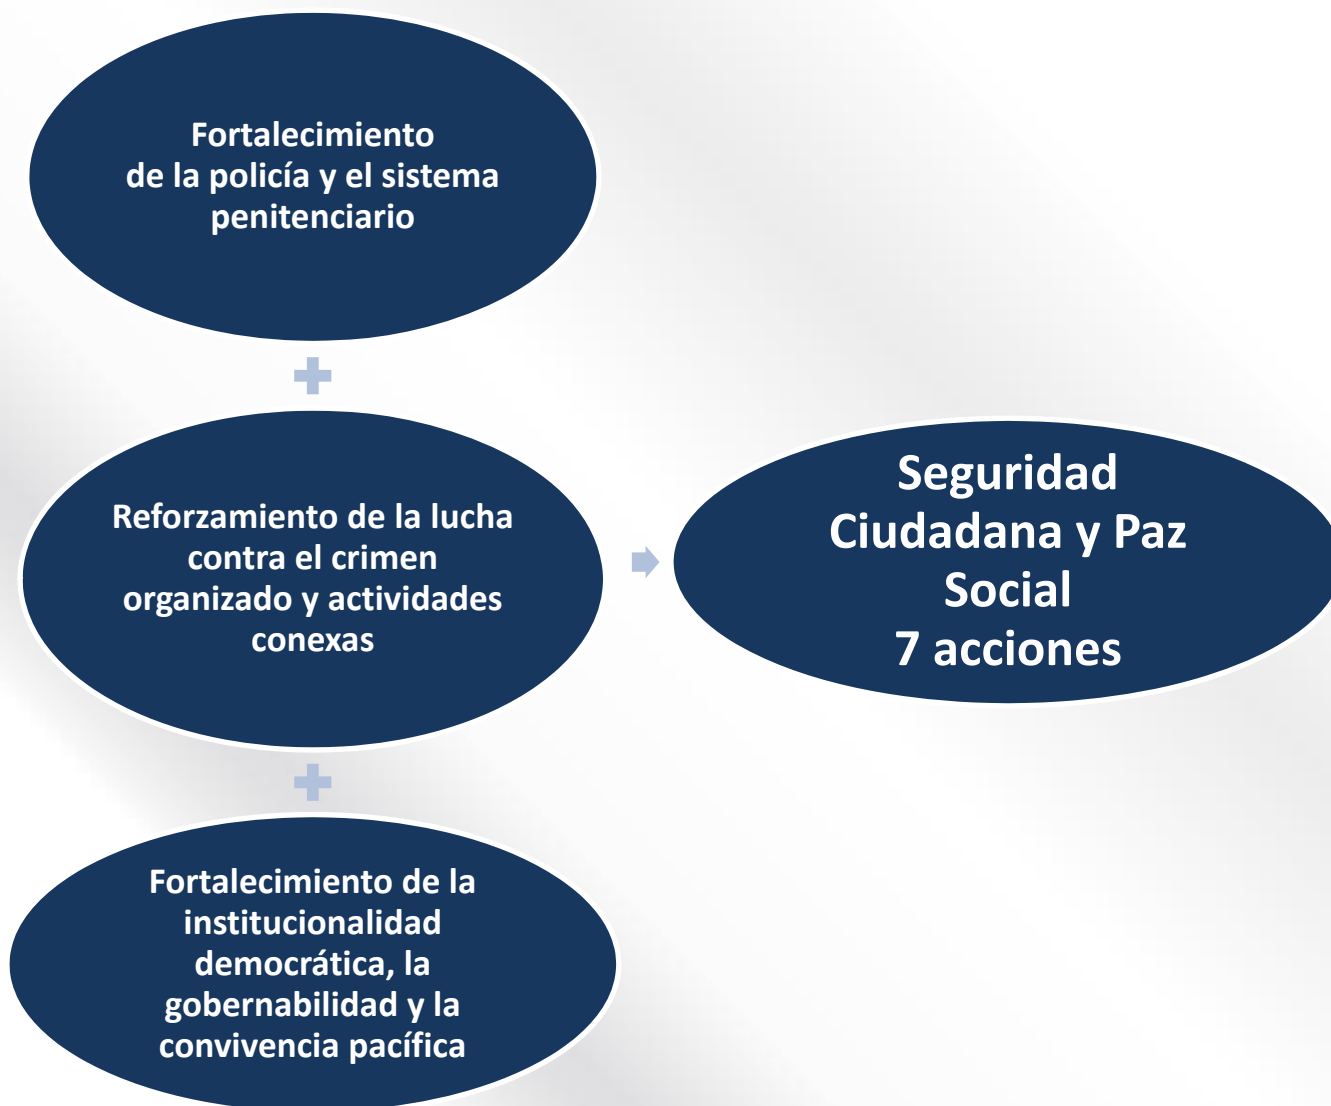 Fortalecimiento
de la policía y el sistema
penitenciario
Reforzamiento de la lucha
contra el crimen
organizado y actividades
conexas
Fortalecimiento de la
institucionalidad
democrática, la
gobernabilidad y la
convivencia pacífica
Seguridad
Ciudadana y Paz
Social
7 acciones